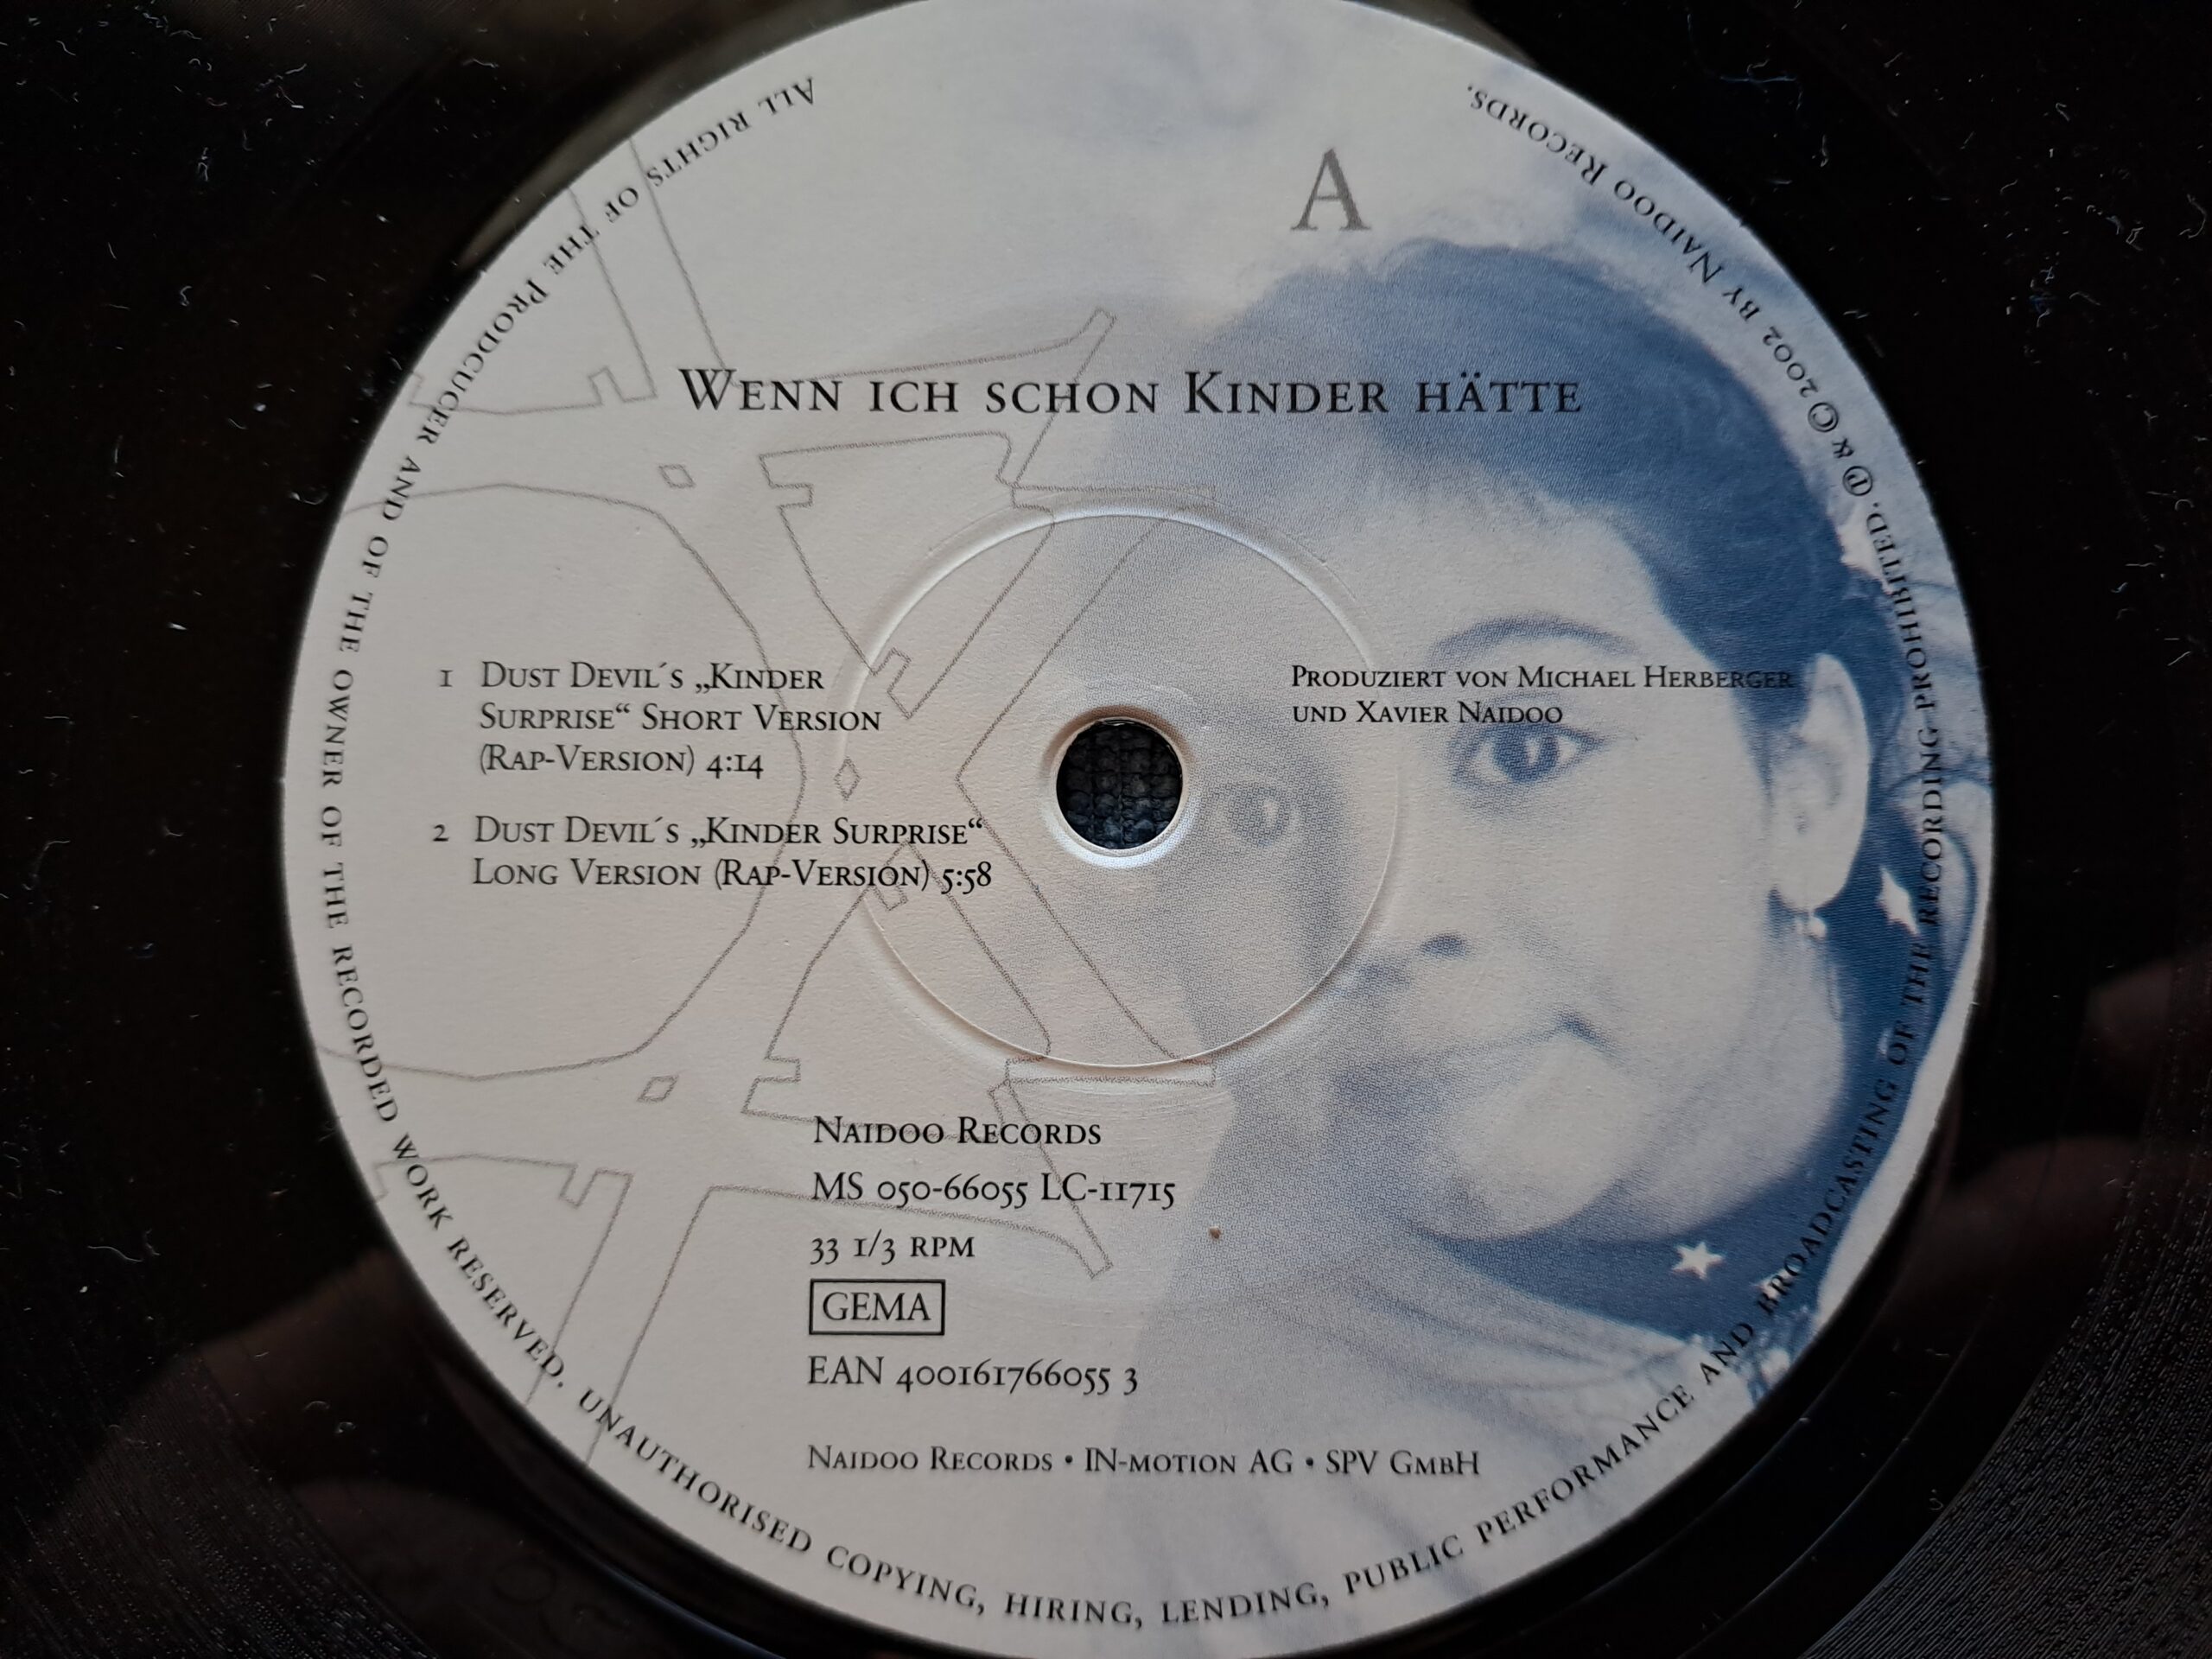 A
Wenn ich schon Kinder hätte
1 Dust Devil´s „Kinder
Surprise“ Short Version
(Rap-Version) 4:14
2 Dust Devil´s „Kinder Surprise“
Long Version (Rap-Version) 5:58
Produziert von Michael Herberger
und Xavier Naidoo
Naidoo Records
MS 050-66055 LC-11715
33 1/3 rpm
GEMA
EAN 400161766055 3
Naidoo Records • IN-motion AG • SPV GmbH
All rights of the Prodcucer and of the owner of the recorded work reserved. unauthorised copying, hiring, lending, public performance and broadcasting of the recording prohibited. ℗ & © 2002 by Naidoo Records.